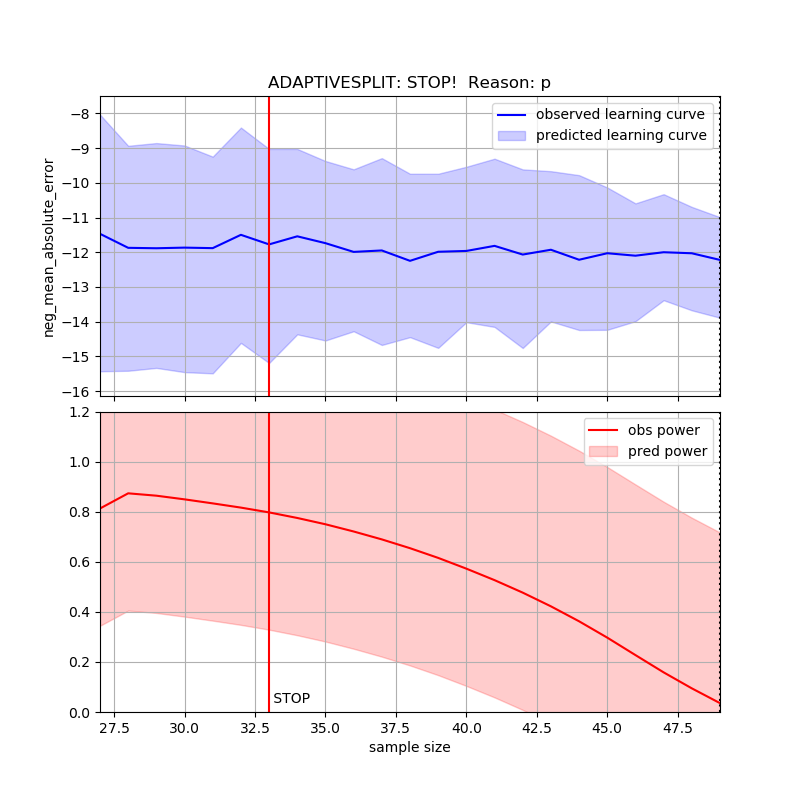 ADAPTIVESPLIT: STOP!  Reason: p
neg_mean_absolute_error
−8
−9
−10
−11
−12
−13
−14
−15
−16
observed learning curve
predicted learning curve
1.2
1.0
0.8
0.6
0.4
0.2
0.0
obs power
pred power
STOP
27.5 30.0 32.5 35.0 37.5 40.0 42.5 45.0 47.5
sample size